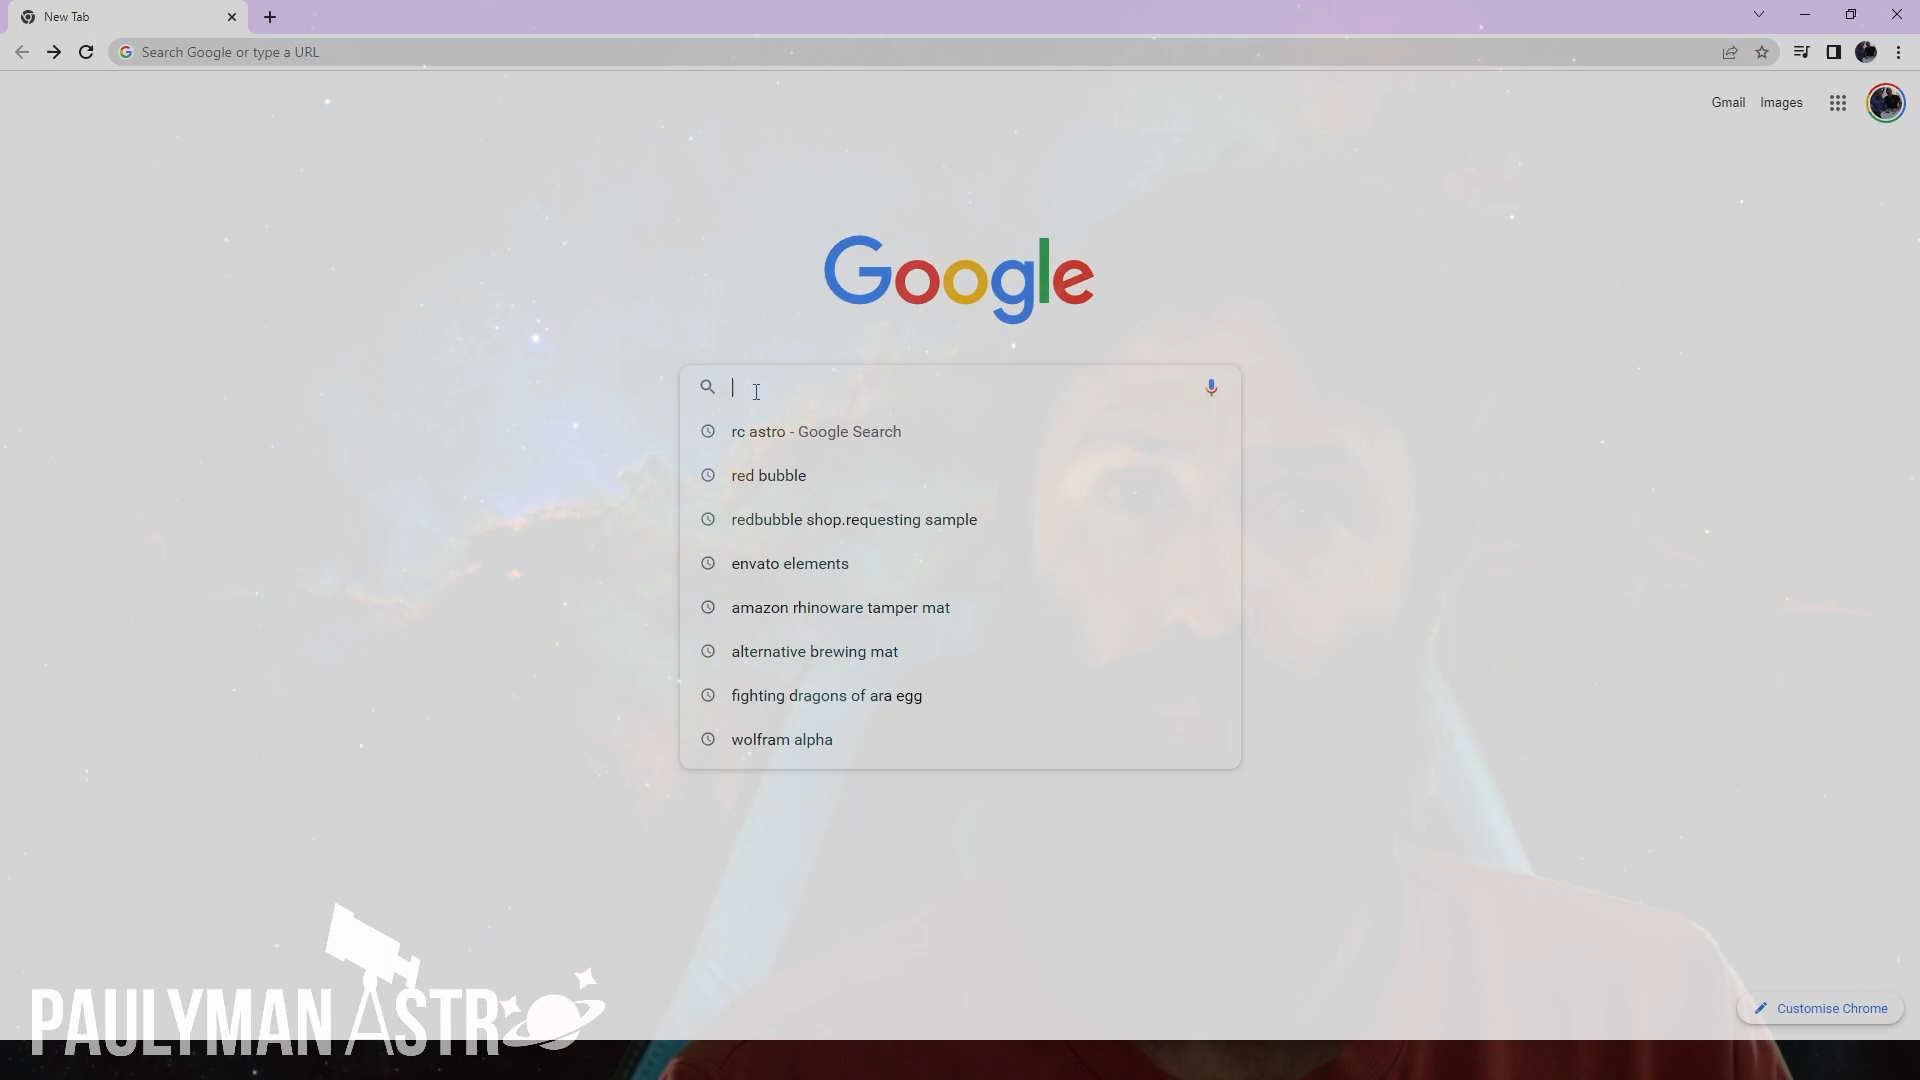 New Tab
Search Google or type a URL
Gmail Images
Google
rc astro - Google Search
red bubble
redbubble shop.requesting sample
envato elements
amazon rhinoware tamper mat
alternative brewing mat
fighting dragons of ara egg
wolfram alpha
PAULYMAN ASTRO
Customise Chrome